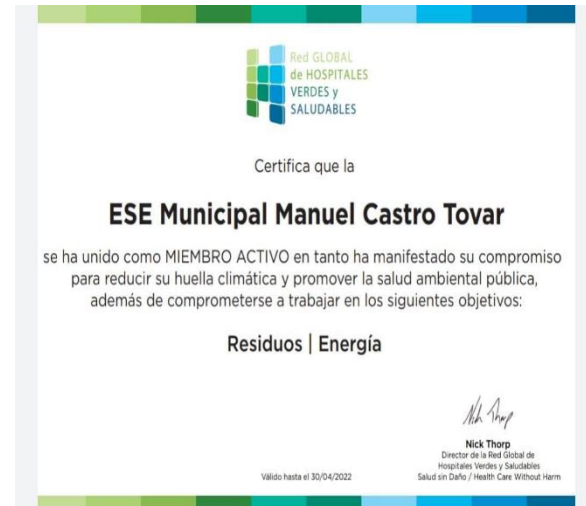 Red GLOBAL
de HOSPITALES
VERDES y
SALUDABLES
Certifica que la
ESE Municipal Manuel Castro Tovar
se ha unido como MIEMBRO ACTIVO en tanto ha manifestado su compromiso
para reducir su huella climática y promover la salud ambiental pública,
además de comprometerse a trabajar en los siguientes objetivos:
Residuos | Energía
Nick Thorp
Nick Thorp
Director de la Red Global de
Hospitales Verdes y Saludables
Salud sin Daño / Health Care Without Harm
Válido hasta el 30/04/2022